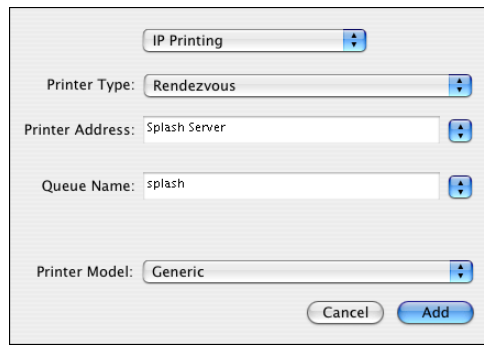 IP Printing
Printer Type: Rendezvous
Printer Address: Splash Server
Queue Name: splash
Printer Model: Generic
Cancel Add